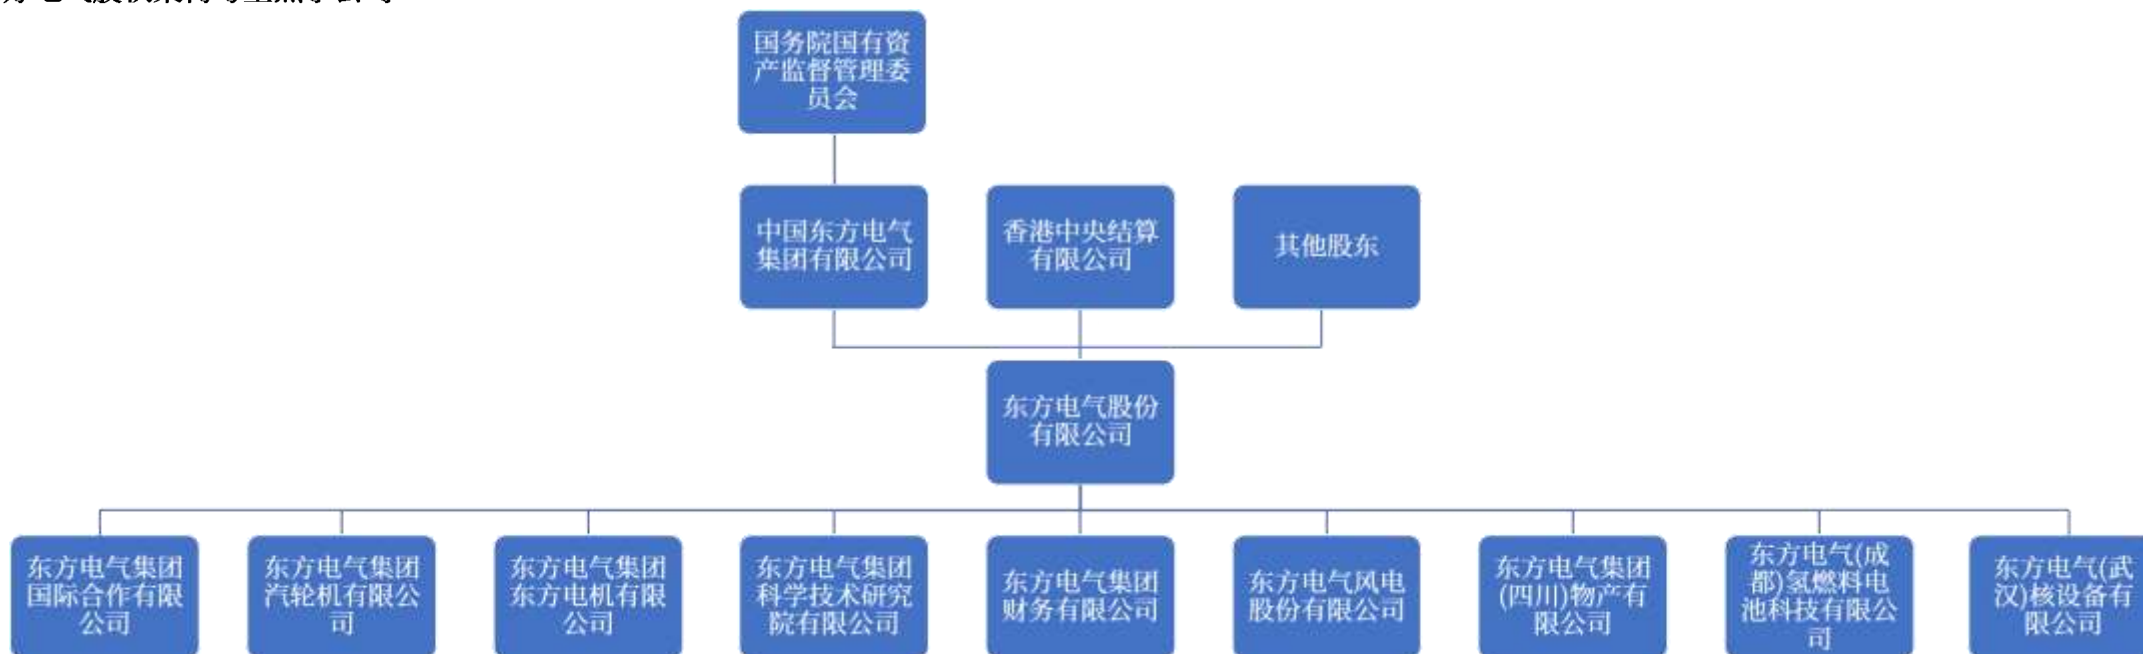 国务院国有资
产监督管理委
员会
中国东方电气
集团有限公司
香港中央结算
有限公司
其他股东
东方电气股份
有限公司
东方电气集团
国际合作有限
公司
东方电气集团
汽轮机有限公
司
东方电气集团
东方电机有限
公司
东方电气集团
科学技术研究
院有限公司
东方电气集团
财务有限公司
东方电气风电
股份有限公司
东方电气集团
(四川)物产有
限公司
东方电气(成
都)氢燃料电
池科技有限公
司
东方电气(武
汉)核设备有
限公司